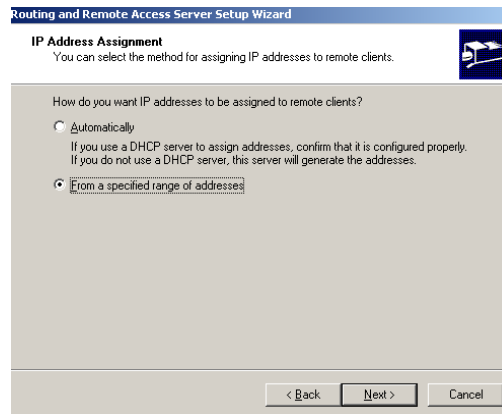 Routing and Remote Access Server Setup Wizard
IP Address Assignment
You can select the method for assigning IP addresses to remote clients.
How do you want IP addresses to be assigned to remote clients?
Automatically
If you use a DHCP server to assign addresses, confirm that it is configured properly.
If you do not use a DHCP server, this server will generate the addresses.
From a specified range of addresses
< Back Next > Cancel